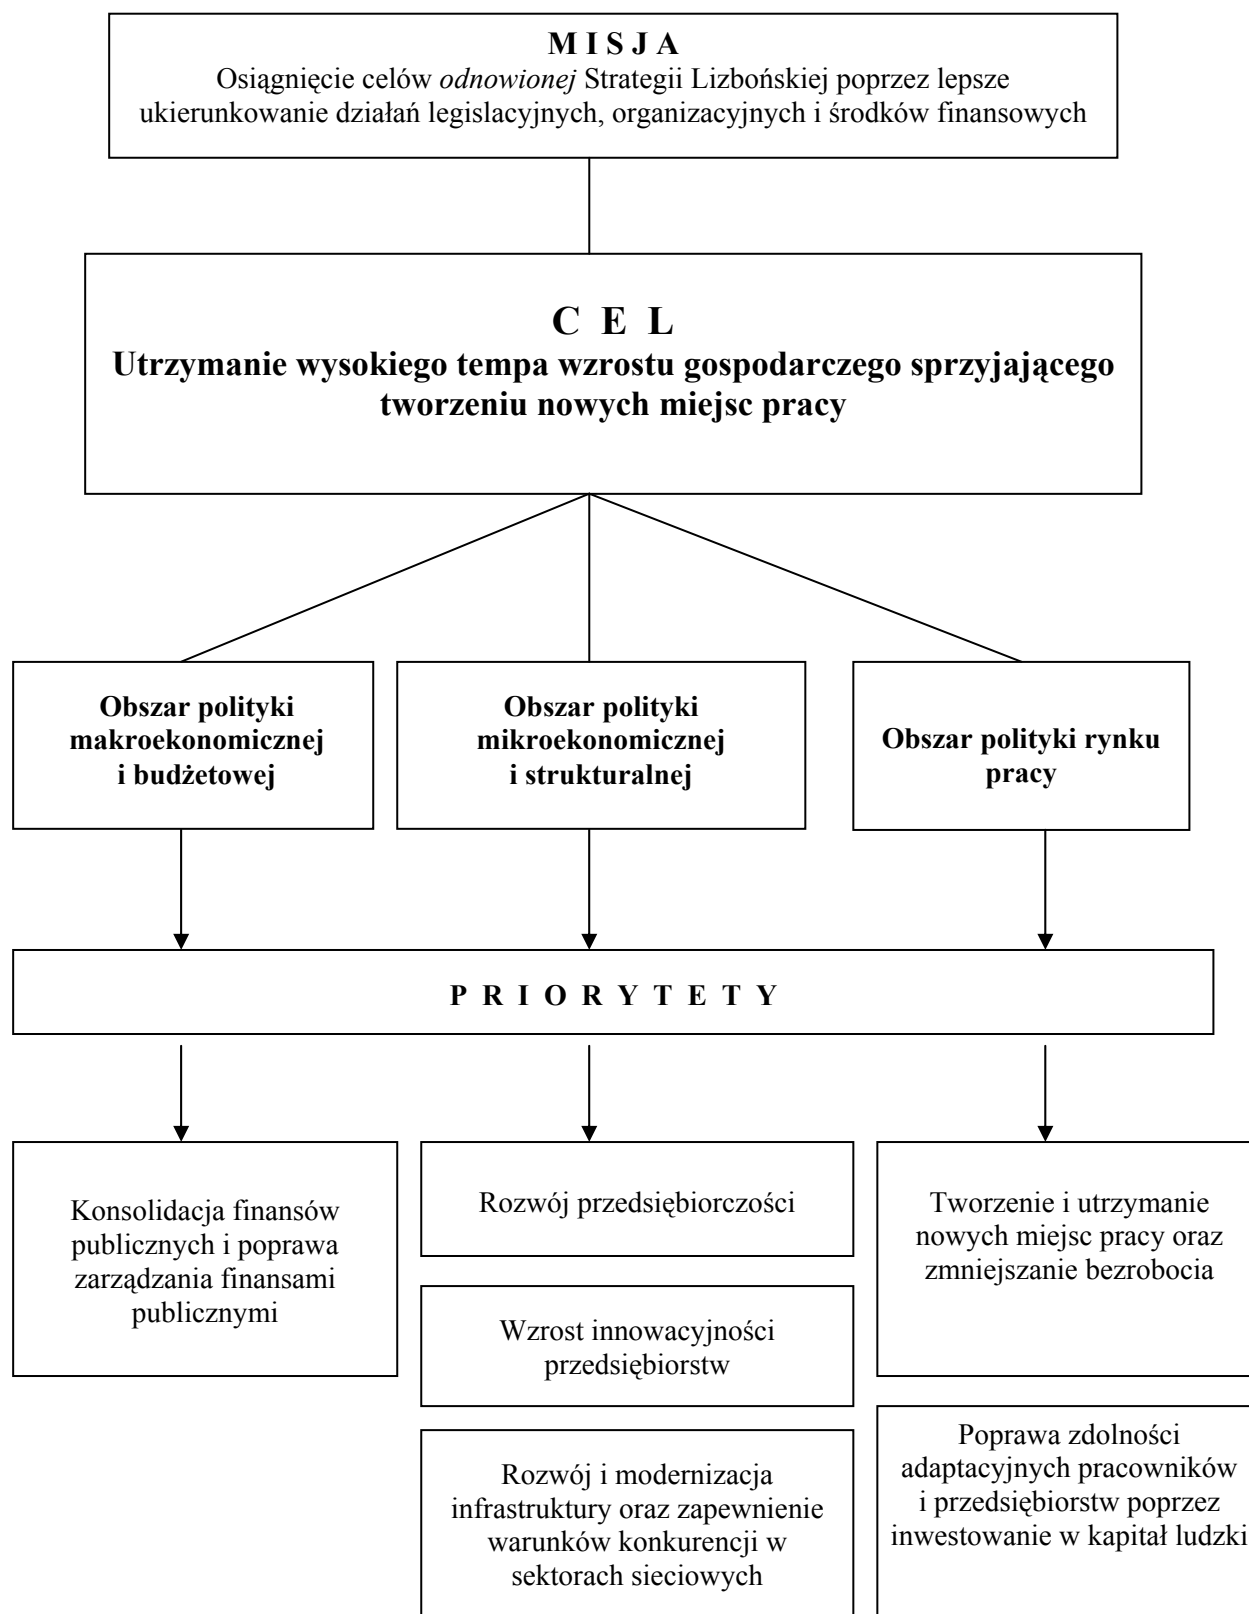 M I S J A
Osiągnięcie celów odnowionej Strategii Lizbońskiej poprzez lepsze
ukierunkowanie działań legislacyjnych, organizacyjnych i środków finansowych
C E L
Utrzymanie wysokiego tempa wzrostu gospodarczego sprzyjającego
tworzeniu nowych miejsc pracy
Obszar polityki
makroekonomicznej
i budżetowej
Obszar polityki
mikroekonomicznej
i strukturalnej
Obszar polityki rynku
pracy
P R I O R Y T E T Y
Konsolidacja finansów
publicznych i poprawa
zarządzania finansami
publicznymi
Rozwój przedsiębiorczości
Wzrost innowacyjności
przedsiębiorstw
Rozwój i modernizacja
infrastruktury oraz zapewnienie
warunków konkurencji w
sektorach sieciowych
Tworzenie i utrzymanie
nowych miejsc pracy oraz
zmniejszanie bezrobocia
Poprawa zdolności
adaptacyjnych pracowników
i przedsiębiorstw poprzez
inwestowanie w kapitał ludzki